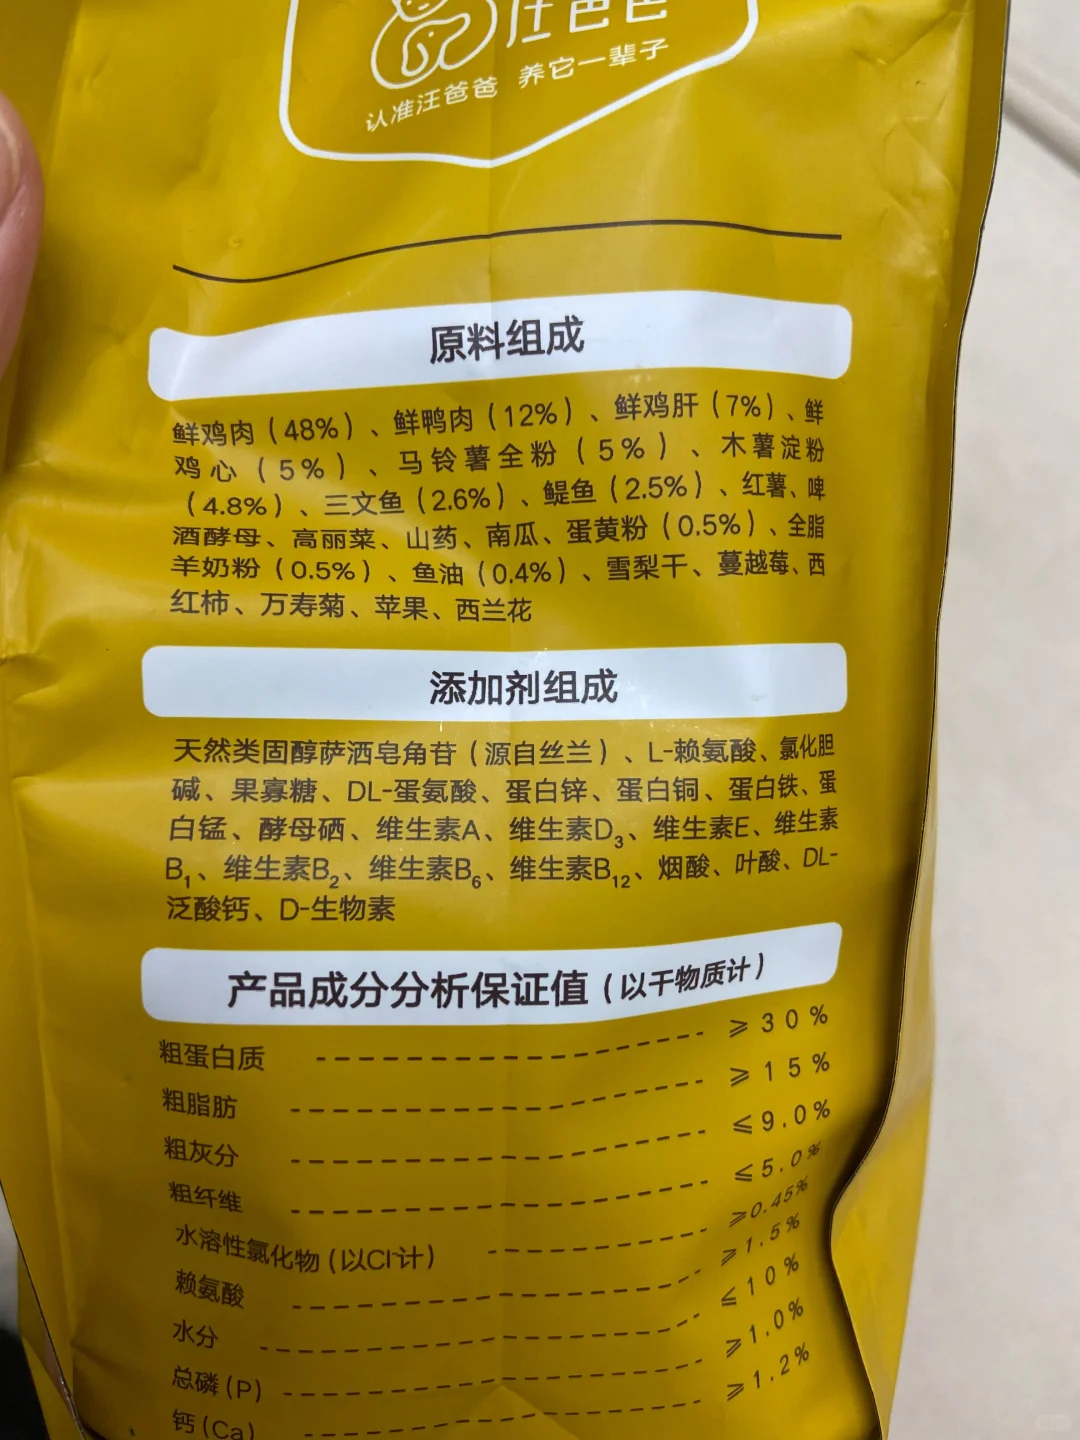 汪爸爸
认准汪爸爸 养它一辈子
原料组成
鲜鸡肉(48%)、鲜鸭肉(12%)、鲜鸡肝(7%)、鲜
鸡心(5%)、马铃薯全粉(5%)、木薯淀粉
(4.8%)、三文鱼(2.6%)、鳀鱼(2.5%)、红薯、啤
酒酵母、高丽菜、山药、南瓜、蛋黄粉(0.5%)、全脂
羊奶粉(0.5%)、鱼油(0.4%)、雪梨干、蔓越莓、西
红柿、万寿菊、苹果、西兰花
添加剂组成
天然类固醇萨洒皂角苷(源自丝兰)、L-赖氨酸、氯化胆
碱、果寡糖、DL-蛋氨酸、蛋白锌、蛋白铜、蛋白铁、蛋
白锰、酵母硒、维生素A、维生素D₃、维生素E、维生素
B₁、维生素B₂、维生素B₆、维生素B₁₂、烟酸、叶酸、DL-
泛酸钙、D-生物素
产品成分分析保证值(以干物质计)
粗蛋白质 ≥30%
粗脂肪 ≥15%
粗灰分 ≤9.0%
粗纤维 ≤5.0%
水溶性氯化物(以Cl⁻计) ≥0.45%
赖氨酸 ≥1.5%
水分 ≤10%
总磷(P) ≥1.0%
钙(Ca) ≥1.2%